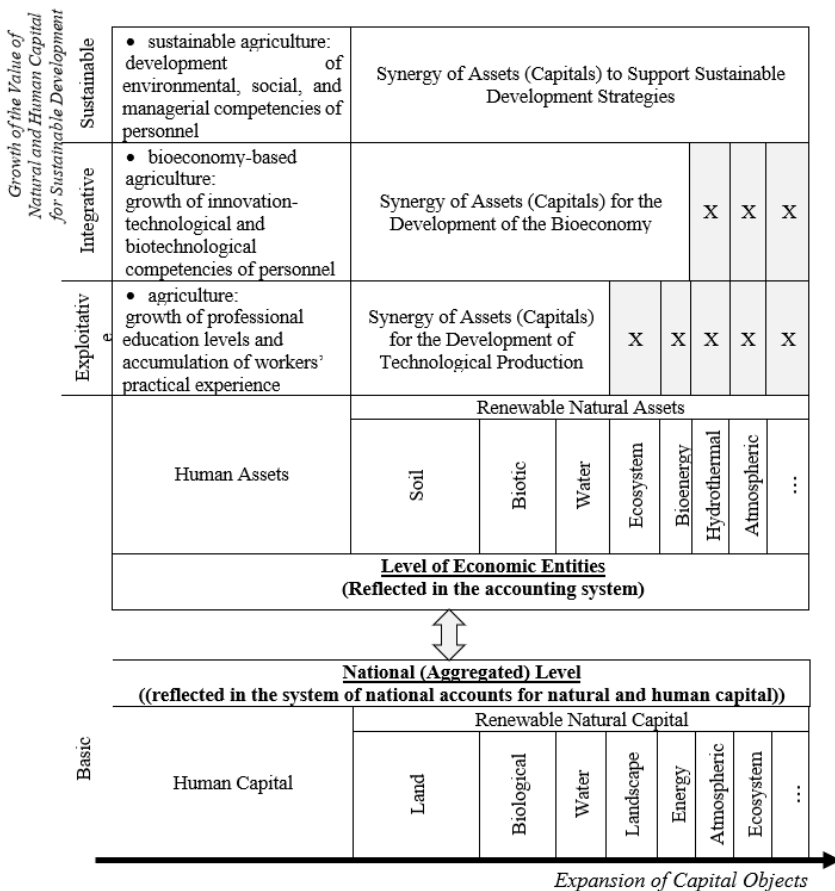 Growth of the Value of
Natural and Human Capital
for Sustainable Development
Sustainable
• sustainable agriculture:
development of
environmental, social, and
managerial competencies of
personnel
Synergy of Assets (Capitals) to Support Sustainable
Development Strategies
Integrative
• bioeconomy-based
agriculture:
growth of innovation-
technological and
biotechnological
competencies of personnel
Synergy of Assets (Capitals) for the
Development of the Bioeconomy
X X X
Exploitativ
e
• agriculture:
growth of professional
education levels and
accumulation of workers’
practical experience
Synergy of Assets (Capitals)
for the Development of
Technological Production
X X X X X
Human Assets
Renewable Natural Assets
Soil
Biotic
Water
Ecosystem
Bioenergy
Hydrothermal
Atmospheric
...
Level of Economic Entities
(Reflected in the accounting system)
National (Aggregated) Level
((reflected in the system of national accounts for natural and human capital))
Basic
Human Capital
Renewable Natural Capital
Land
Biological
Water
Landscape
Energy
Atmospheric
Ecosystem
...
Expansion of Capital Objects